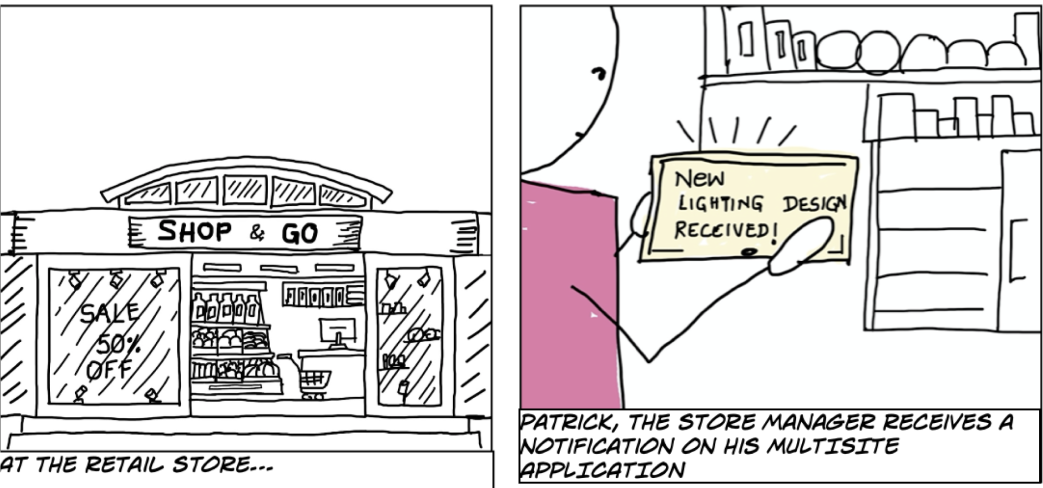 SHOP & GO
SALE
50%
OFF
AT THE RETAIL STORE...
NEW
LIGHTING DESIGN
RECEIVED!
PATRICK, THE STORE MANAGER RECEIVES A
NOTIFICATION ON HIS MULTISITE
APPLICATION